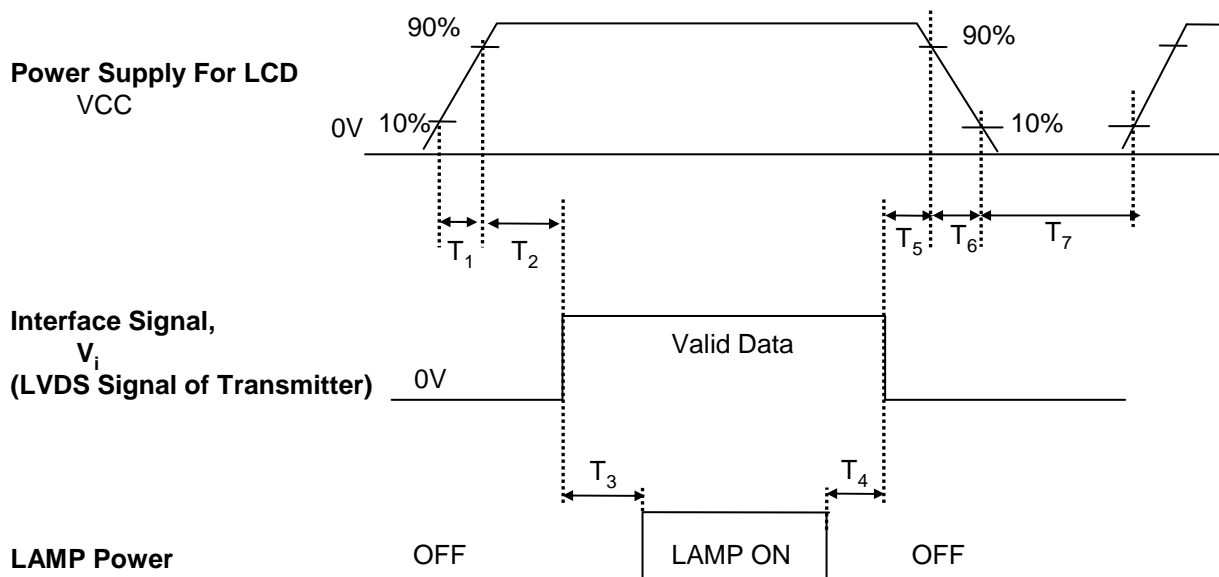 90%
90%
Power Supply For LCD
VCC
0V
10%
10%
T1
T2
T5
T6
T7
Interface Signal,
Vi
(LVDS Signal of Transmitter)
0V
Valid Data
T3
T4
LAMP Power
OFF
LAMP ON
OFF